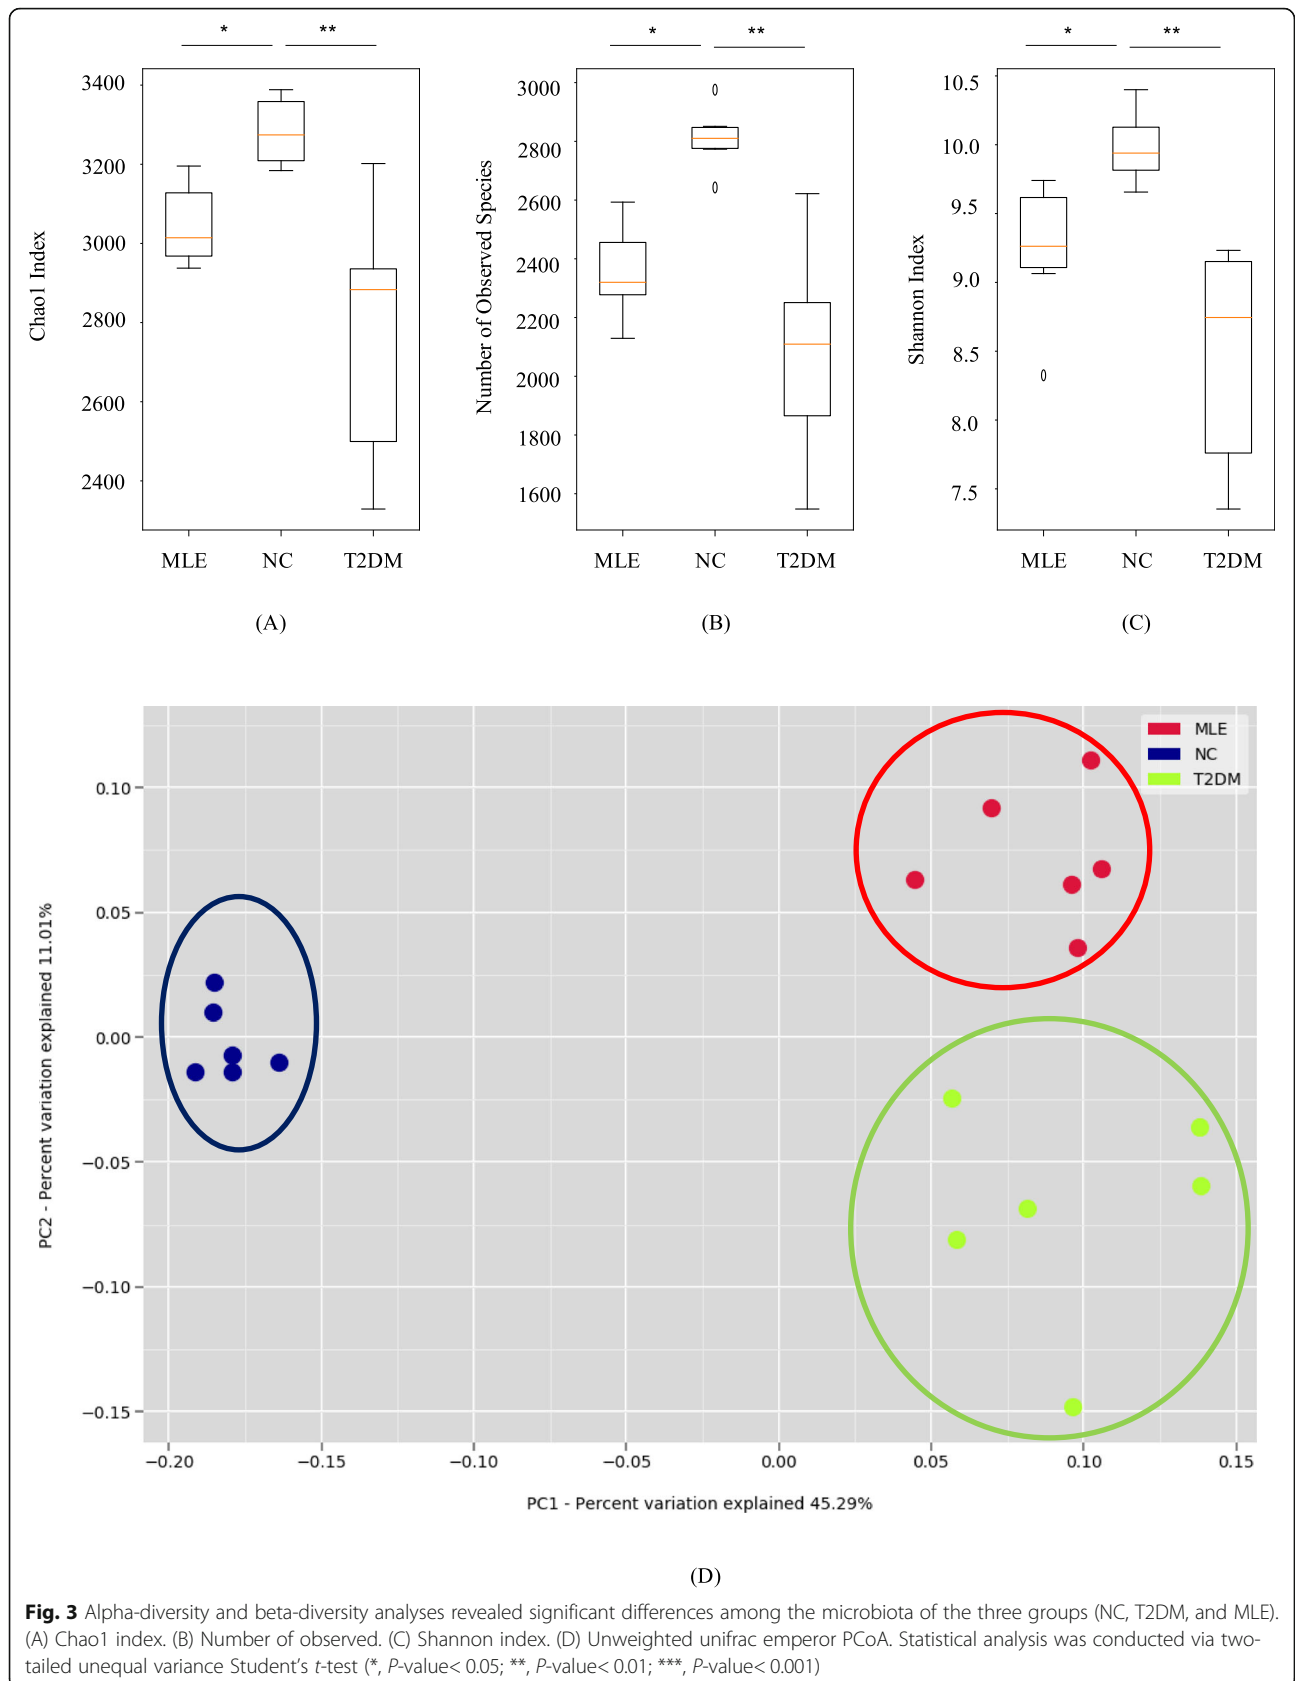 * ** * ** * **
3400
3200
3000
2800
2600
2400
Chao1 Index
MLE NC T2DM
(A)
3000
2800
2600
2400
2200
2000
1800
1600
Number of Observed Species
MLE NC T2DM
(B)
10.5
10.0
9.5
9.0
8.5
8.0
7.5
Shannon Index
MLE NC T2DM
(C)
MLE
NC
T2DM
0.10
0.05
0.00
−0.05
−0.10
−0.15
PC2 - Percent variation explained 11.01%
−0.20 −0.15 −0.10 −0.05 0.00 0.05 0.10 0.15
PC1 - Percent variation explained 45.29%
(D)
Fig. 3 Alpha-diversity and beta-diversity analyses revealed significant differences among the microbiota of the three groups (NC, T2DM, and MLE).
(A) Chao1 index. (B) Number of observed. (C) Shannon index. (D) Unweighted unifrac emperor PCoA. Statistical analysis was conducted via two-
tailed unequal variance Student's t-test (*, P-value< 0.05; **, P-value< 0.01; ***, P-value< 0.001)